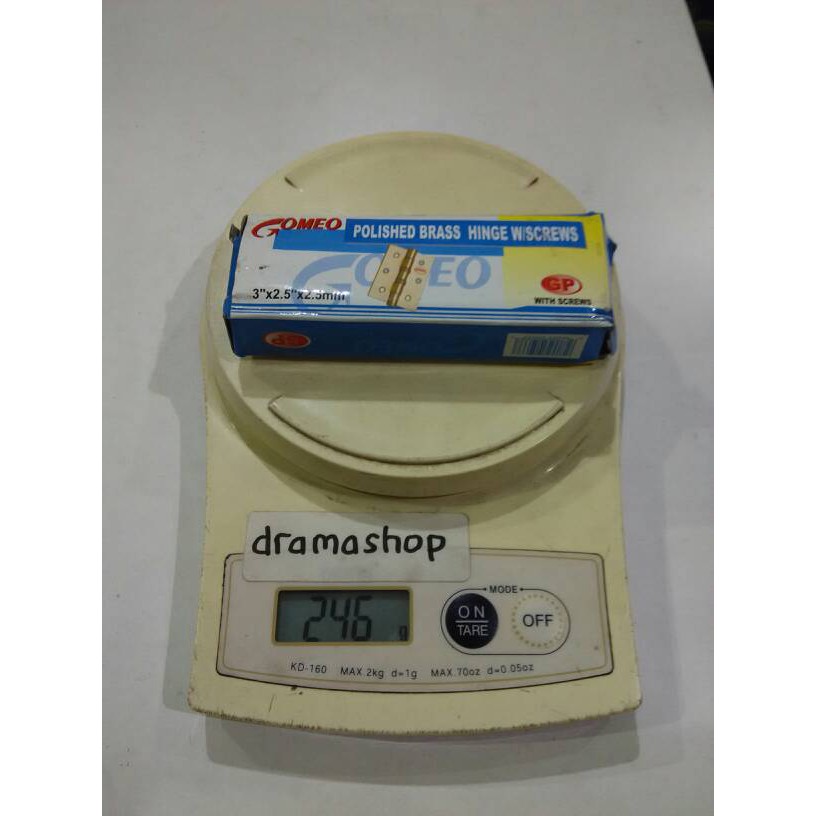 GOMEO
POLISHED BRASS HINGE W/SCREWS
GOMEO
3"x2.5"x2.5mm
GP
WITH SCREWS
GP
dramashop
246 g
MODE
ON
TARE
OFF
KD-160 MAX.2kg d=1g MAX.70oz d=0.05oz